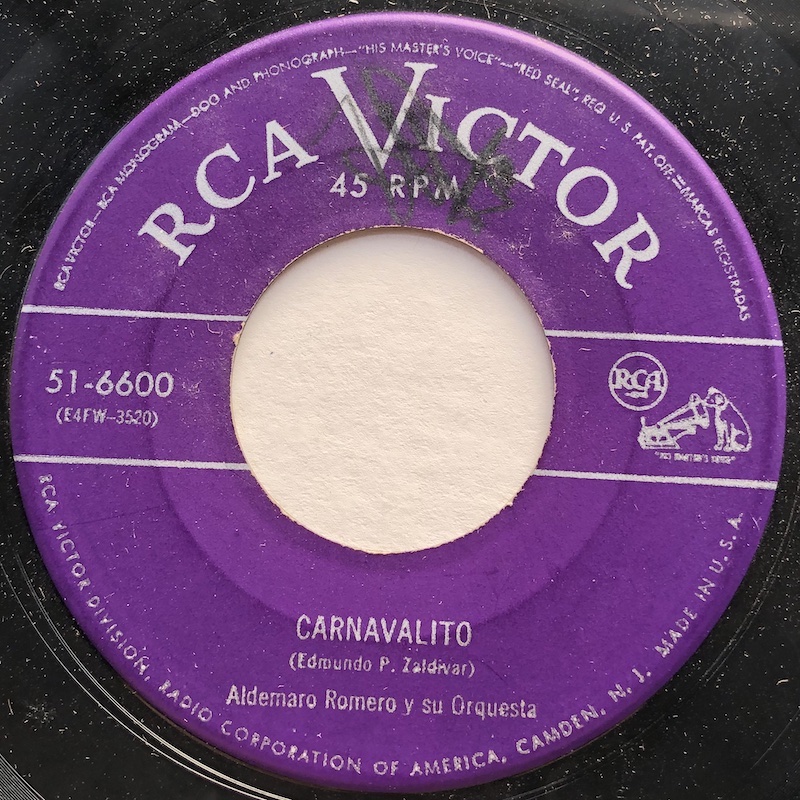 RCA VICTOR—RCA MONOGRAM—DOG AND PHONOGRAPH—"HIS MASTER'S VOICE"—"RED SEAL", REG U. S. PAT. OFF.—MARCAS REGISTRADAS
RCA VICTOR
45 RPM
51-6600
(E4FW-3520)
RCA
"HIS MASTER'S VOICE"
CARNAVALITO
(Edmundo P. Zaldivar)
Aldemaro Romero y su Orquesta
RCA VICTOR DIVISION, RADIO CORPORATION OF AMERICA, CAMDEN, N. J. MADE IN U. S. A.